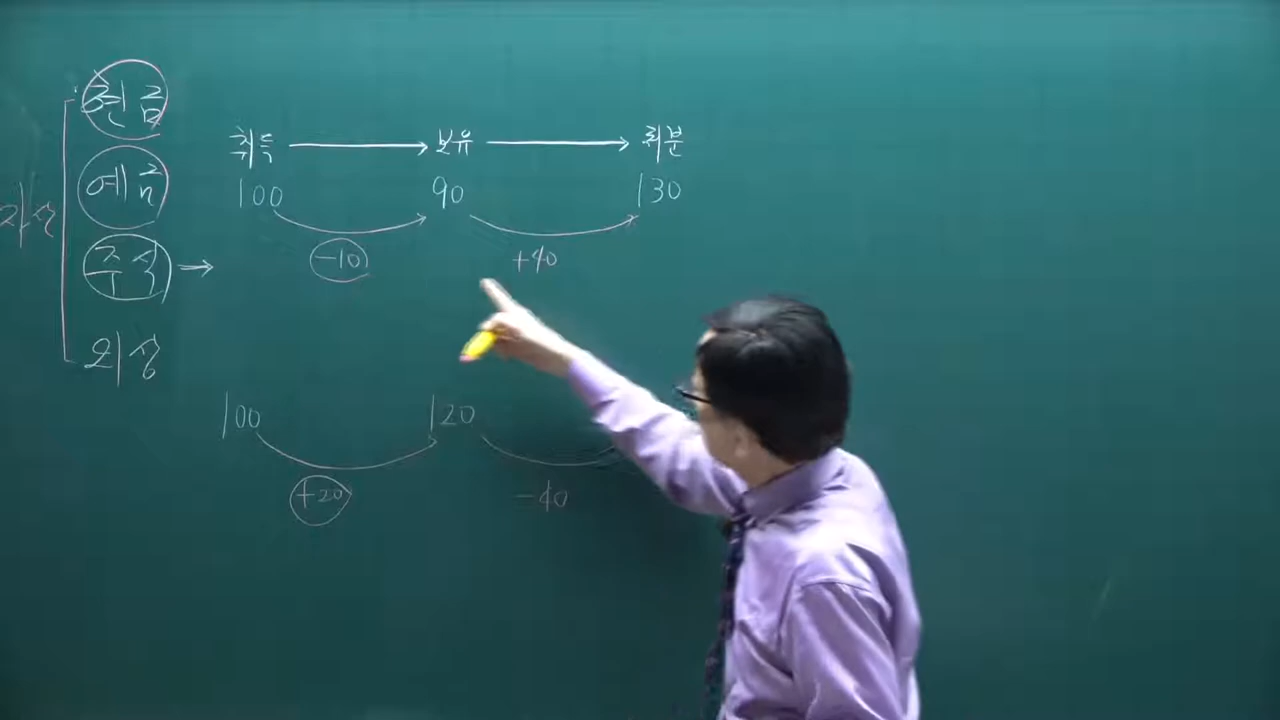 현금
예금
주식 →
외상
자산
취득 → 보유 → 처분
100 90 130
-10 +40
100 120
+20 -40